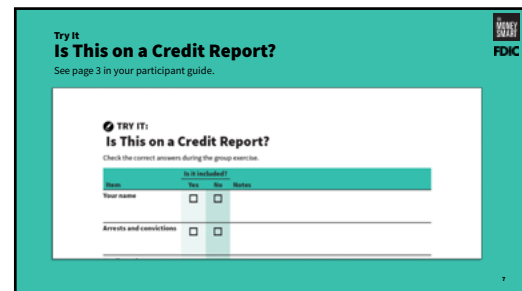 Try It
Is This on a Credit Report?
See page 3 in your participant guide.
MONEY
SMART
FDIC
TRY IT:
Is This on a Credit Report?
Check the correct answers during the group exercise.
Is it included?
Item Yes No Notes
Your name
Arrests and convictions
7